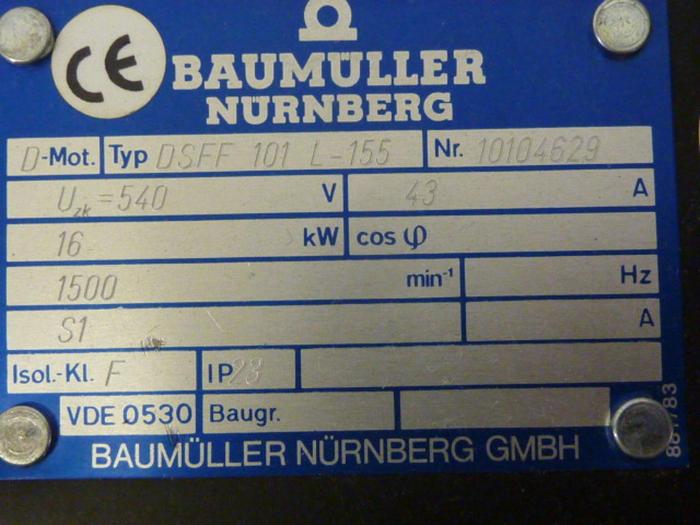 CE
BAUMÜLLER
NÜRNBERG
D-Mot. Typ DSFF 101 L-155 Nr. 10104629
Uzk=540 V 43 A
16 kW cos φ
1500 min-1 Hz
S1 A
Isol.-Kl. F IP23
VDE 0530 Baugr.
BAUMÜLLER NÜRNBERG GMBH